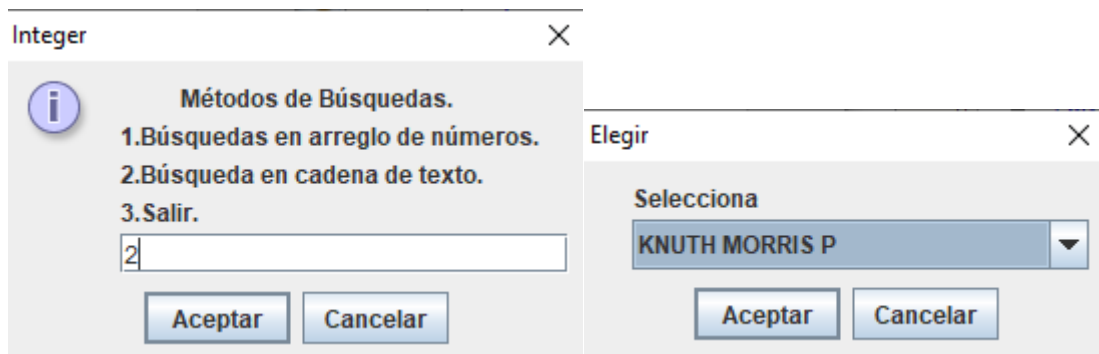 Integer
Métodos de Búsquedas.
1.Búsquedas en arreglo de números.
2.Búsqueda en cadena de texto.
3.Salir.
2
Aceptar Cancelar
Elegir
Selecciona
KNUTH MORRIS P
Aceptar Cancelar